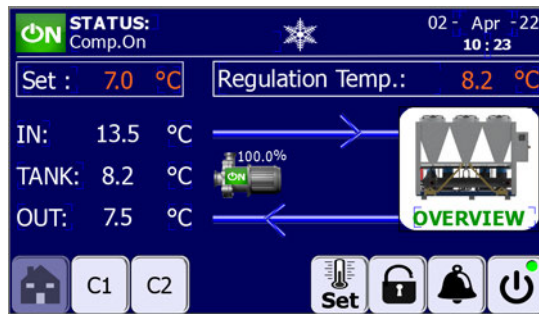 ON STATUS:
Comp.On
02 - Apr -22
10 : 23
Set : 7.0 °C
Regulation Temp.: 8.2 °C
IN: 13.5 °C
100.0%
ON
TANK: 8.2 °C
OUT: 7.5 °C
OVERVIEW
C1
C2
Set